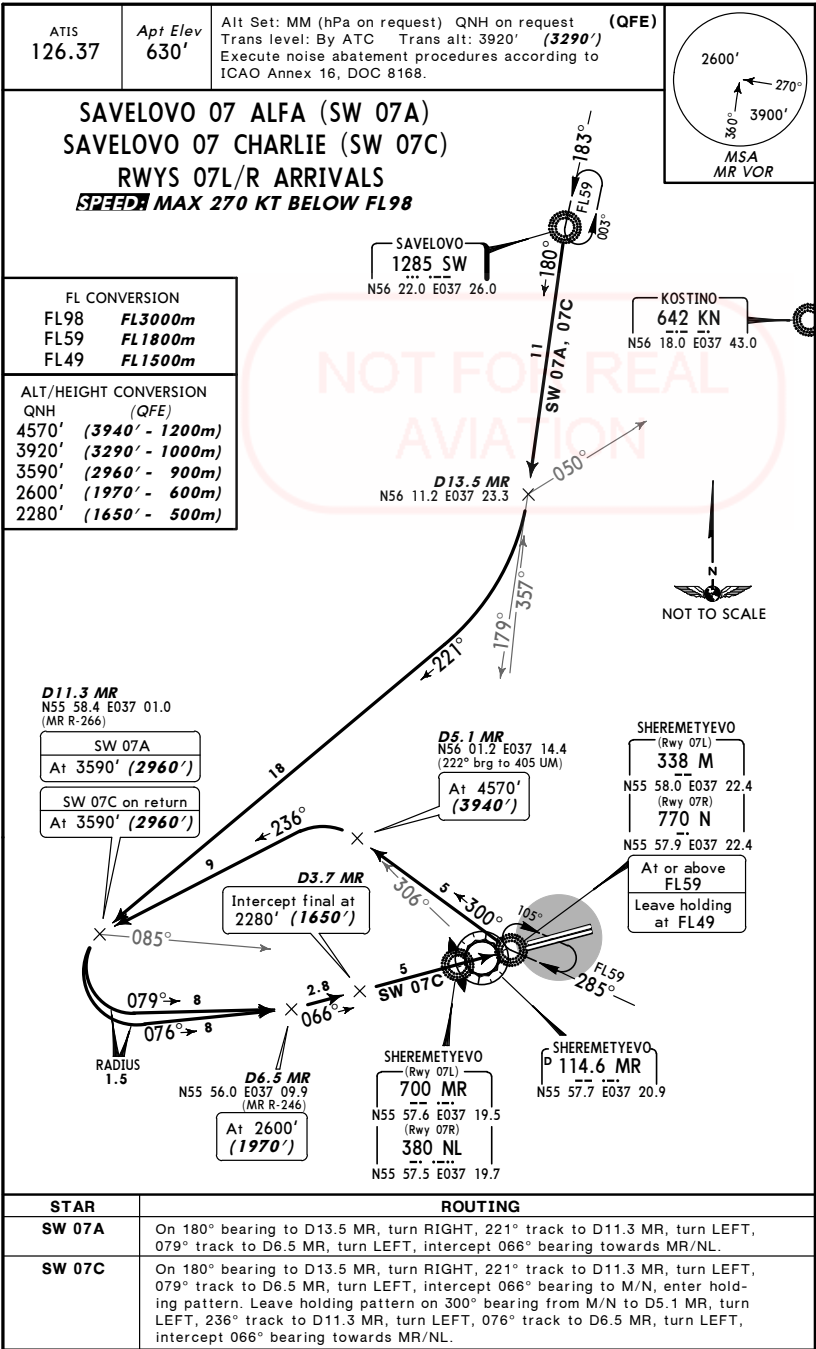 ATIS
126.37
Apt Elev
630'
Alt Set: MM (hPa on request) QNH on request (QFE)
Trans level: By ATC Trans alt: 3920' (3290')
Execute noise abatement procedures according to
ICAO Annex 16, DOC 8168.
2600'
270°
360°
3900'
MSA
MR VOR
SAVELOVO 07 ALFA (SW 07A)
SAVELOVO 07 CHARLIE (SW 07C)
RWYS 07L/R ARRIVALS
SPEED: MAX 270 KT BELOW FL98
183°
FL59
003°
SAVELOVO
1285 SW
N56 22.0 E037 26.0
180°
11
SW 07A, 07C
KOSTINO
642 KN
N56 18.0 E037 43.0
FL CONVERSION
FL98 FL3000m
FL59 FL1800m
FL49 FL1500m
ALT/HEIGHT CONVERSION
QNH (QFE)
4570' (3940' - 1200m)
3920' (3290' - 1000m)
3590' (2960' - 900m)
2600' (1970' - 600m)
2280' (1650' - 500m)
NOT FOR REAL
AVIATION
D13.5 MR
N56 11.2 E037 23.3
050°
179°
357°
N
NOT TO SCALE
221°
18
D11.3 MR
N55 58.4 E037 01.0
(MR R-266)
SW 07A
At 3590' (2960')
SW 07C on return
At 3590' (2960')
D5.1 MR
N56 01.2 E037 14.4
(222° brg to 405 UM)
At 4570'
(3940')
SHEREMETYEVO
(Rwy 07L)
338 M
N55 58.0 E037 22.4
(Rwy 07R)
770 N
N55 57.9 E037 22.4
At or above
FL59
Leave holding
at FL49
236°
9
D3.7 MR
Intercept final at
2280' (1650')
306°
5
300°
105°
FL59
285°
085°
079° 8
076° 8
2.8
066°
5
SW 07C
RADIUS
1.5
D6.5 MR
N55 56.0 E037 09.9
(MR R-246)
At 2600'
(1970')
SHEREMETYEVO
(Rwy 07L)
700 MR
N55 57.6 E037 19.5
(Rwy 07R)
380 NL
N55 57.5 E037 19.7
SHEREMETYEVO
D 114.6 MR
N55 57.7 E037 20.9
STAR ROUTING
SW 07A On 180° bearing to D13.5 MR, turn RIGHT, 221° track to D11.3 MR, turn LEFT,
079° track to D6.5 MR, turn LEFT, intercept 066° bearing towards MR/NL.
SW 07C On 180° bearing to D13.5 MR, turn RIGHT, 221° track to D11.3 MR, turn LEFT,
079° track to D6.5 MR, turn LEFT, intercept 066° bearing to M/N, enter hold-
ing pattern. Leave holding pattern on 300° bearing from M/N to D5.1 MR, turn
LEFT, 236° track to D11.3 MR, turn LEFT, 076° track to D6.5 MR, turn LEFT,
intercept 066° bearing towards MR/NL.